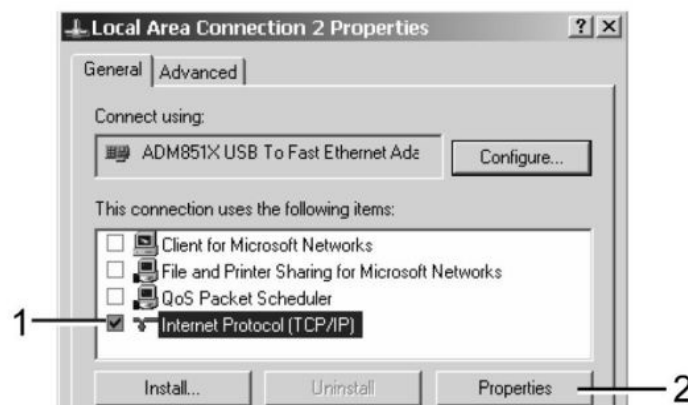 Local Area Connection 2 Properties
General Advanced
Connect using:
ADM851X USB To Fast Ethernet Ada
Configure...
This connection uses the following items:
Client for Microsoft Networks
File and Printer Sharing for Microsoft Networks
QoS Packet Scheduler
1 Internet Protocol (TCP/IP)
Install... Uninstall Properties 2